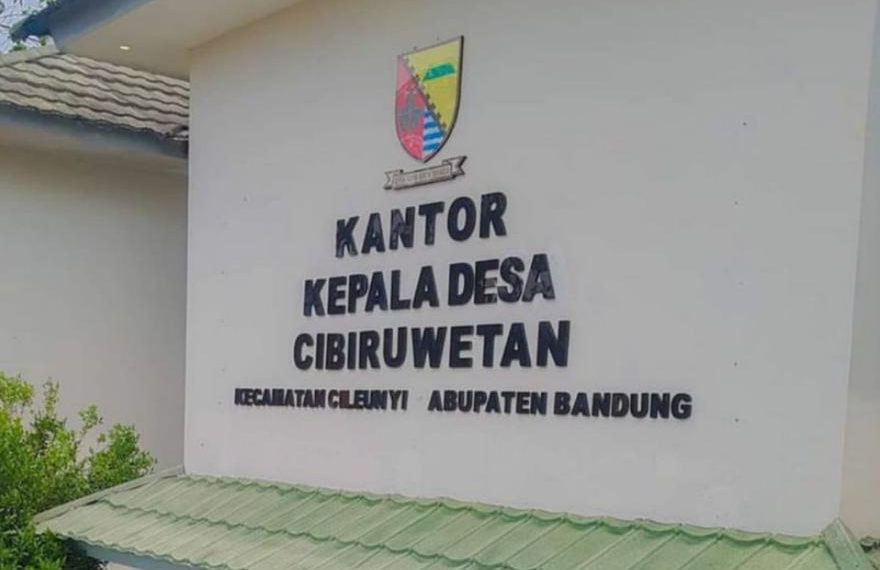 KANTOR
KEPALA DESA
CIBIRUWETAN
KECAMATAN CILEUNYI ABUPATEN BANDUNG